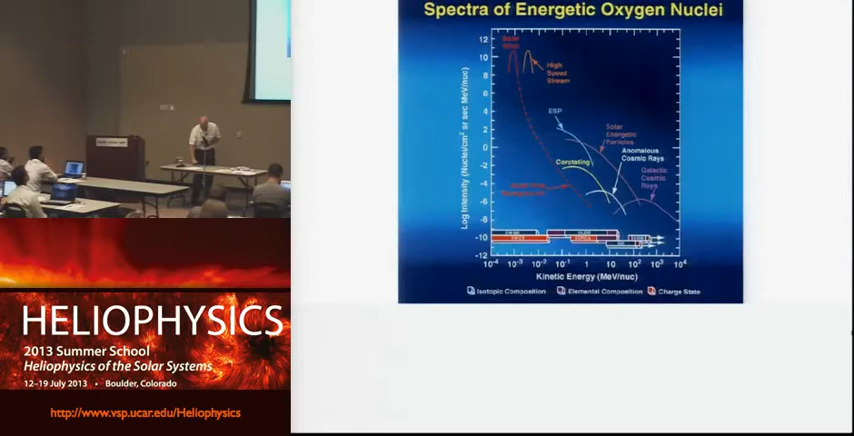 Spectra of Energetic Oxygen Nuclei
Log Intensity (Nuclei/cm² sr sec MeV/nuc)
12
10
8
6
4
2
0
-2
-4
-6
-8
-10
-12
Solar
Wind
High
Speed
Stream
ESP
Solar
Energetic
Particles
Corotating
Anomalous
Cosmic Rays
Galactic
Cosmic
Rays
10⁻⁴ 10⁻³ 10⁻² 10⁻¹ 1 10 10² 10³ 10⁴
Kinetic Energy (MeV/nuc)
Isotopic Composition Elemental Composition Charge State
HELIOPHYSICS
2013 Summer School
Heliophysics of the Solar Systems
12–19 July 2013 • Boulder, Colorado
http://www.vsp.ucar.edu/Heliophysics